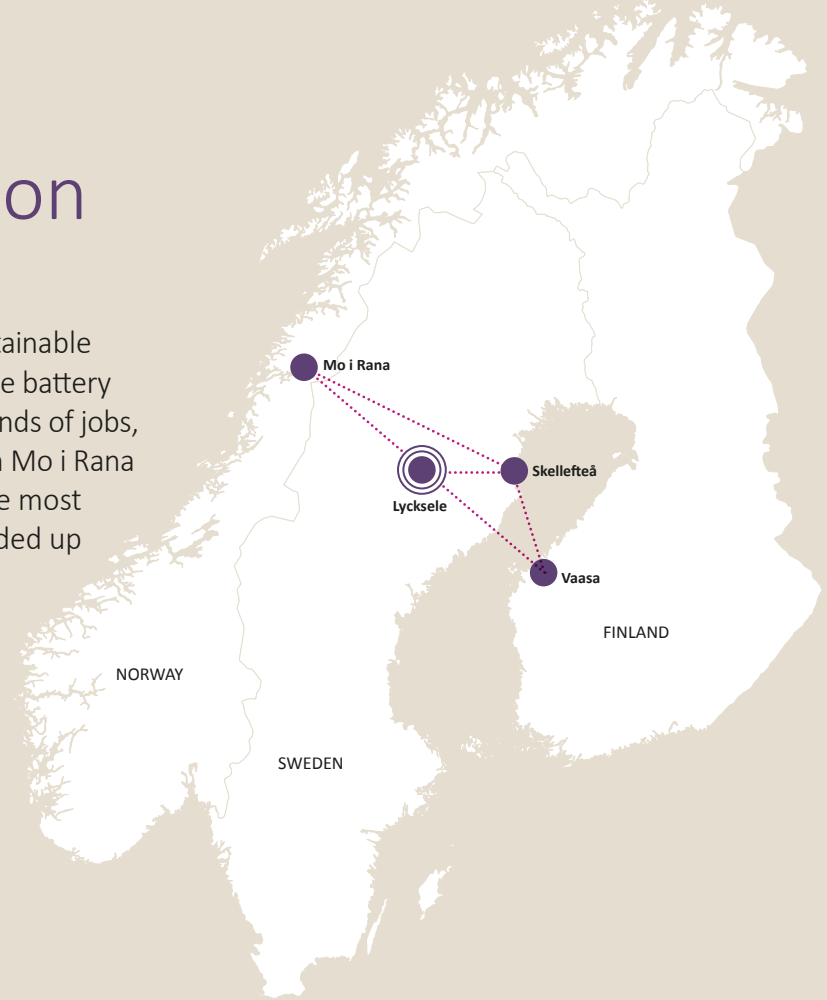 on
tainable
e battery
nds of jobs,
n Mo i Rana
e most
ded up
Mo i Rana
Skellefteå
Lycksele
Vaasa
FINLAND
NORWAY
SWEDEN